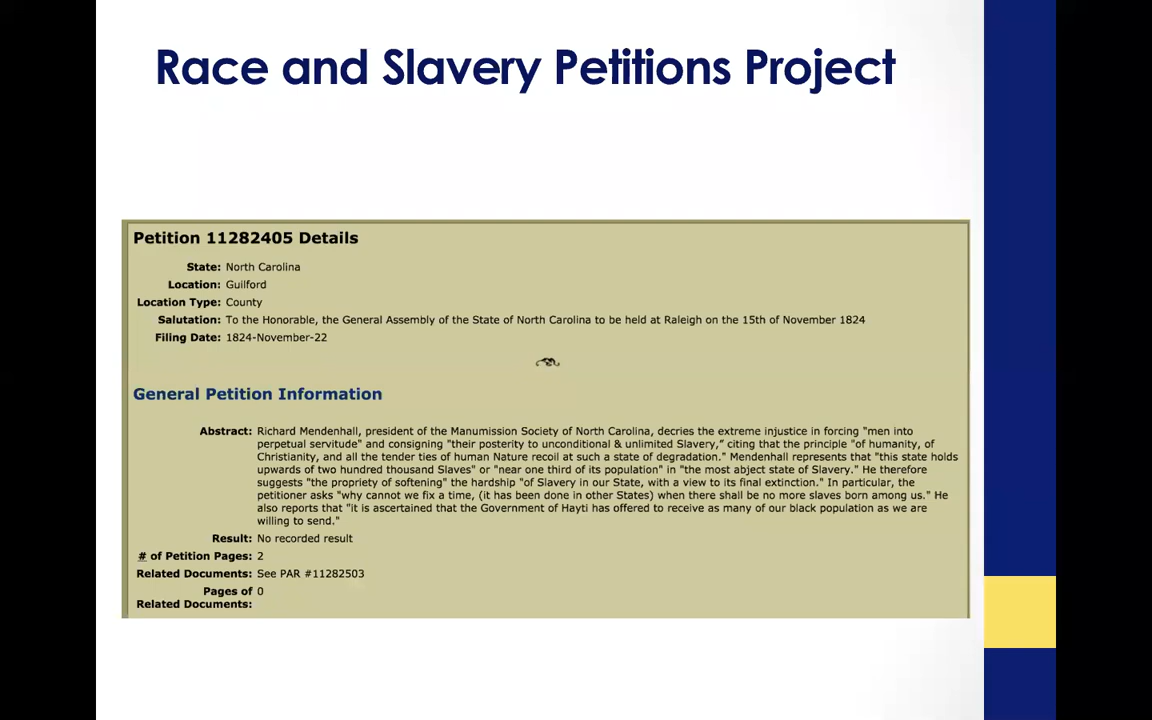 Race and Slavery Petitions Project
Petition 11282405 Details
State: North Carolina
Location: Guilford
Location Type: County
Salutation: To the Honorable, the General Assembly of the State of North Carolina to be held at Raleigh on the 15th of November 1824
Filing Date: 1824-November-22
General Petition Information
Abstract: Richard Mendenhall, president of the Manumission Society of North Carolina, decries the extreme injustice in forcing "men into
perpetual servitude" and consigning "their posterity to unconditional & unlimited Slavery," citing that the principle "of humanity, of
Christianity, and all the tender ties of human Nature recoil at such a state of degradation." Mendenhall represents that "this state holds
upwards of two hundred thousand Slaves" or "near one third of its population" in "the most abject state of Slavery." He therefore
suggests "the propriety of softening" the hardship "of Slavery in our State, with a view to its final extinction." In particular, the
petitioner asks "why cannot we fix a time, (it has been done in other States) when there shall be no more slaves born among us." He
also reports that "it is ascertained that the Government of Hayti has offered to receive as many of our black population as we are
willing to send."
Result: No recorded result
# of Petition Pages: 2
Related Documents: See PAR #11282503
Pages of 0
Related Documents: